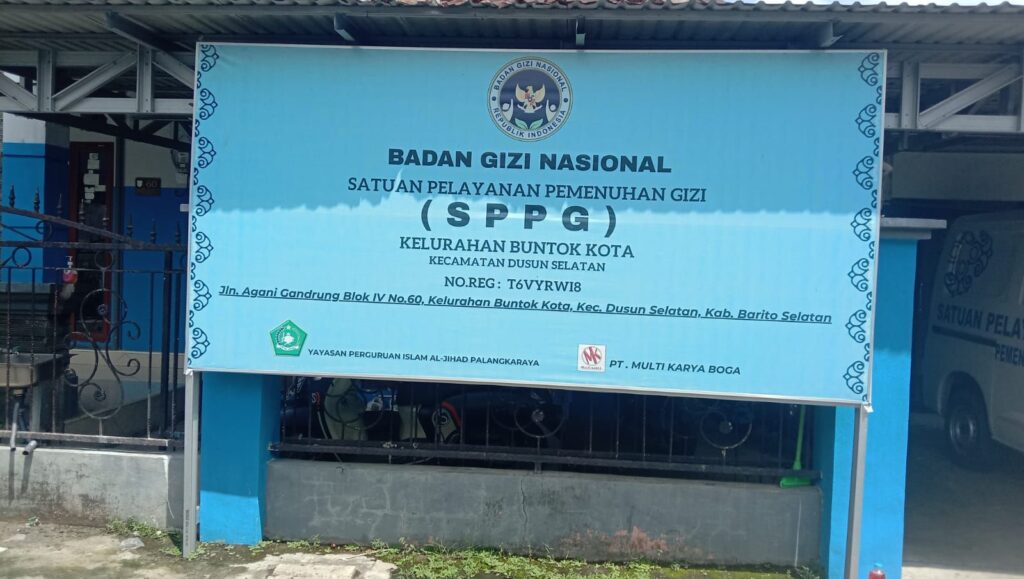 BADAN GIZI NASIONAL
REPUBLIK INDONESIA
BADAN GIZI NASIONAL
SATUAN PELAYANAN PEMENUHAN GIZI
( S P P G )
KELURAHAN BUNTOK KOTA
KECAMATAN DUSUN SELATAN
NO.REG : T6VYRWI8
Jln. Agani Gandrung Blok IV No.60, Kelurahan Buntok Kota, Kec. Dusun Selatan, Kab. Barito Selatan
YAYASAN PERGURUAN ISLAM AL-JIHAD PALANGKARAYA
PT . MULTI KARYA BOGA
60
SATUAN PELA
PEMEN